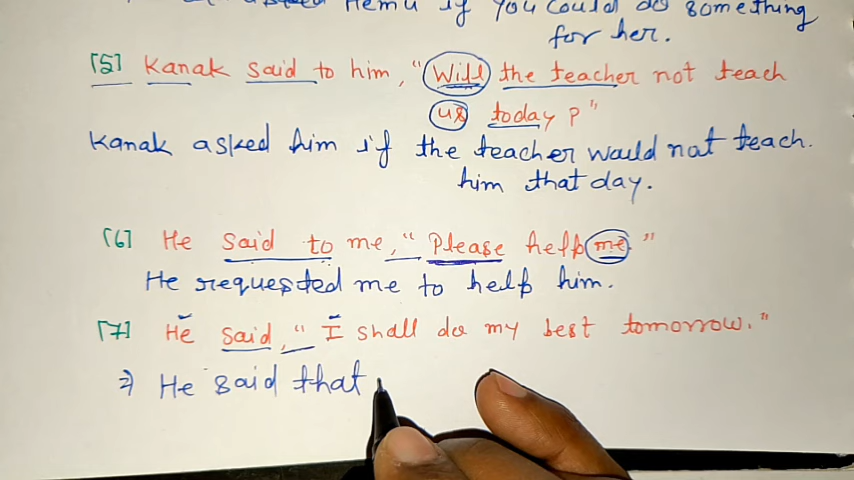 Hemu if you could do something
for her.
[5] Kanak said to him, "Will the teacher not teach
us today ?"
Kanak asked him if the teacher would not teach.
him that day.
[6] He said to me, "Please help me."
He requested me to help him.
[7] He said, "I shall do my best tomorrow."
⇒ He said that